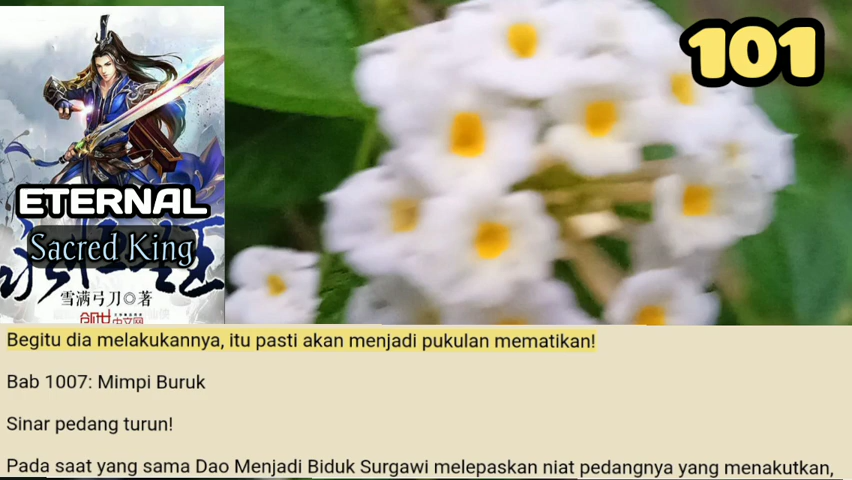 101
ETERNAL
Sacred King
雪满弓刀◎著
Begitu dia melakukannya, itu pasti akan menjadi pukulan mematikan!
Bab 1007: Mimpi Buruk
Sinar pedang turun!
Pada saat yang sama Dao Menjadi Biduk Surgawi melepaskan niat pedangnya yang menakutkan,